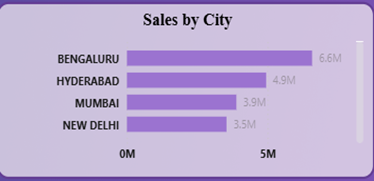 Sales by City
BENGALURU 6.6M
HYDERABAD 4.9M
MUMBAI 3.9M
NEW DELHI 3.5M
0M 5M